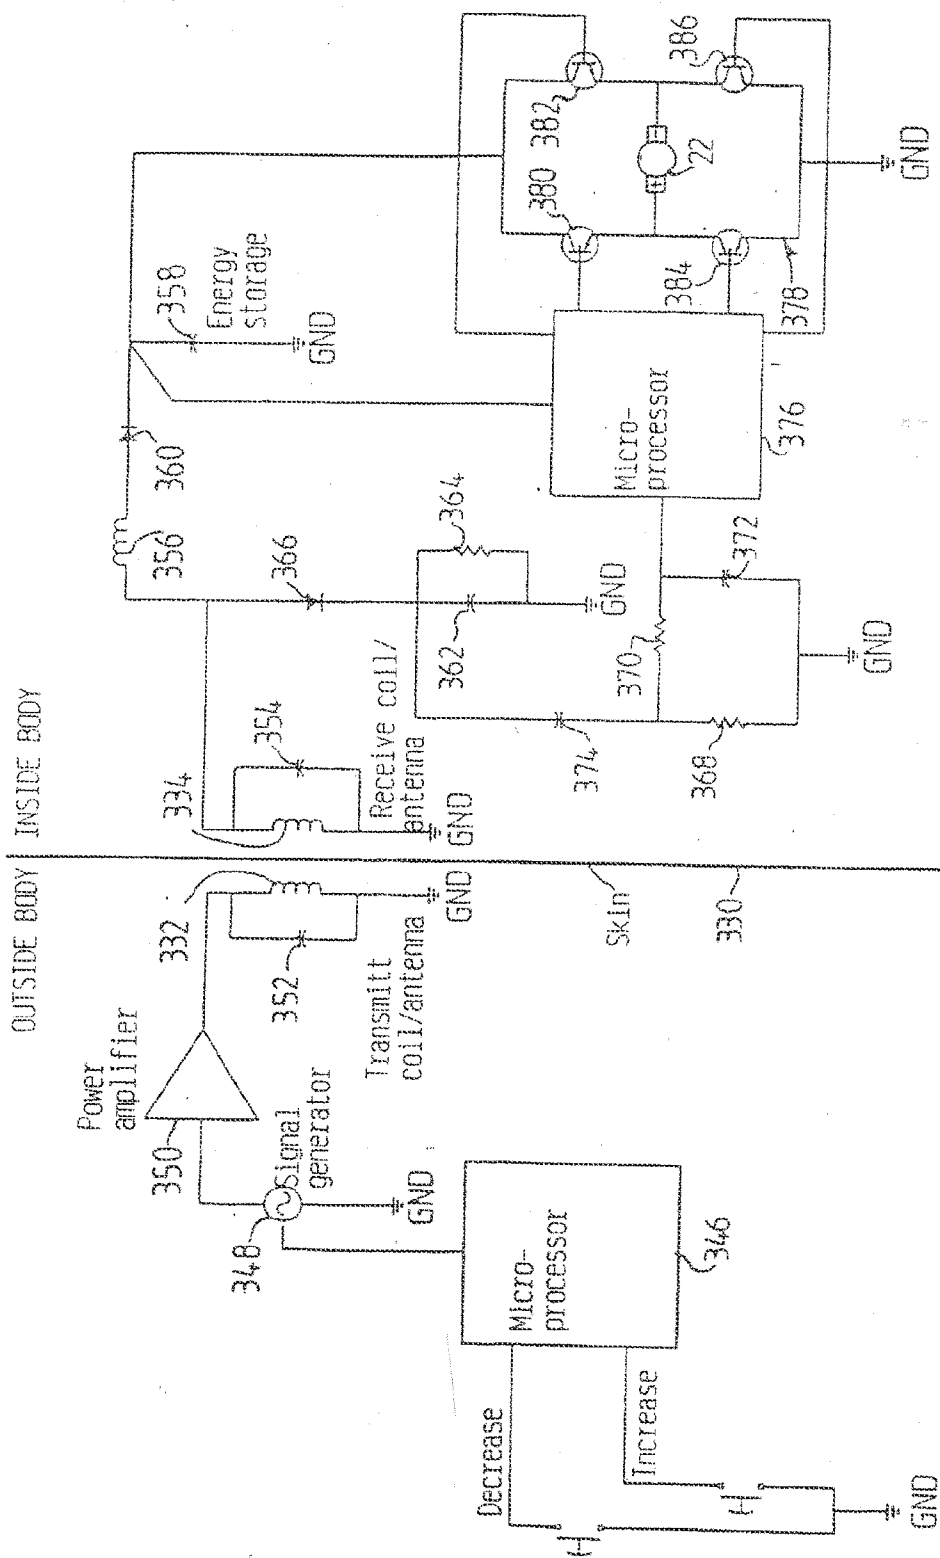 OUTSIDE BODY
INSIDE BODY
Power
amplifier
350
Signal
generator
348
GND
Micro-
processor
346
Decrease
Increase
GND
332
352
Transmitt
coil/antenna
GND
Skin
330
334
354
Receive coil/
antenna
GND
356
360
358
Energy
storage
GND
366
364
362
GND
374
370
372
368
GND
Micro-
processor
376
380
382
384
386
22
378
GND